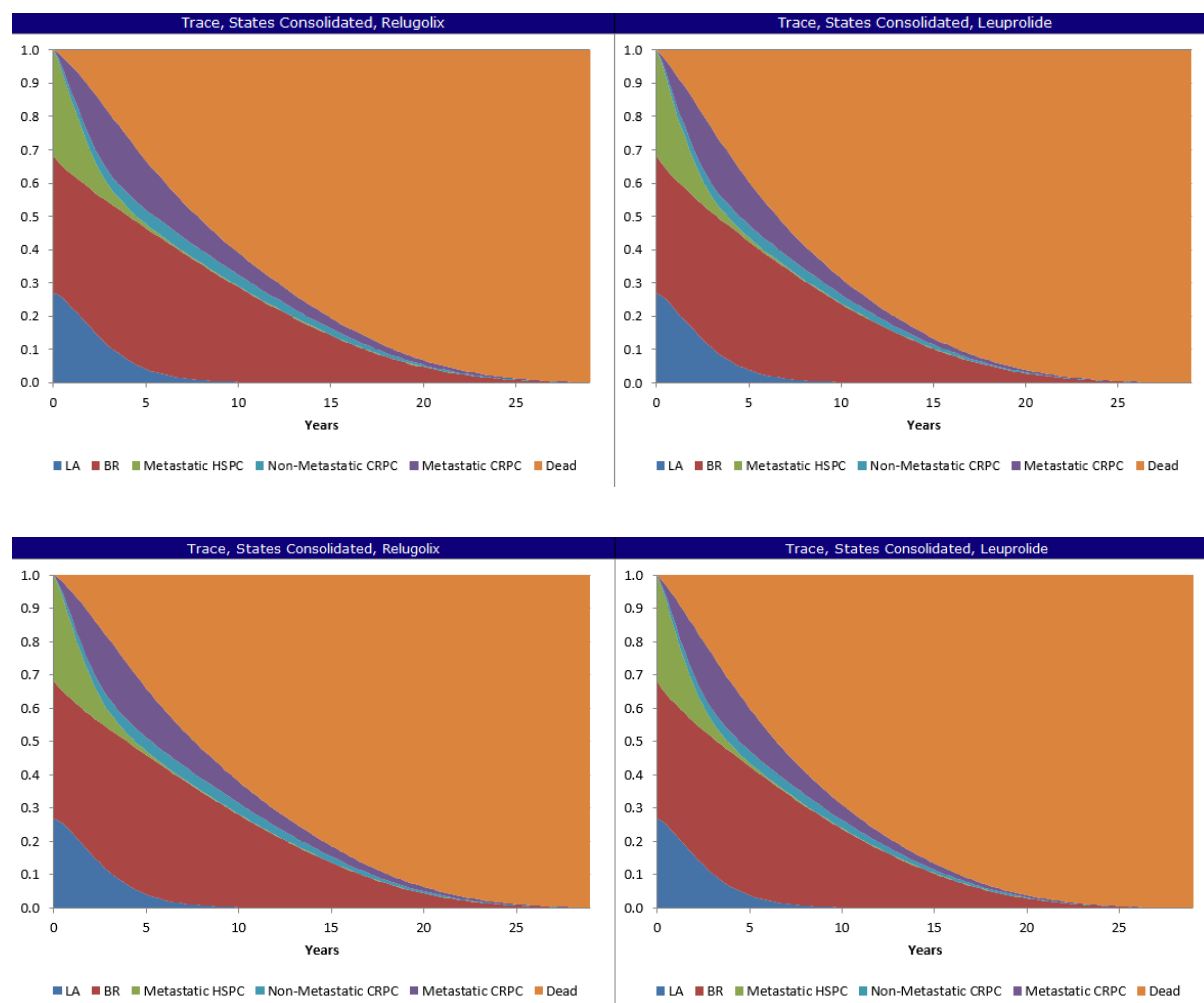 Trace, States Consolidated, Relugolix
Trace, States Consolidated, Leuprolide
1.0
0.9
0.8
0.7
0.6
0.5
0.4
0.3
0.2
0.1
0.0
0 5 10 15 20 25
Years
LA BR Metastatic HSPC Non-Metastatic CRPC Metastatic CRPC Dead
1.0
0.9
0.8
0.7
0.6
0.5
0.4
0.3
0.2
0.1
0.0
0 5 10 15 20 25
Years
LA BR Metastatic HSPC Non-Metastatic CRPC Metastatic CRPC Dead
Trace, States Consolidated, Relugolix
Trace, States Consolidated, Leuprolide
1.0
0.9
0.8
0.7
0.6
0.5
0.4
0.3
0.2
0.1
0.0
0 5 10 15 20 25
Years
LA BR Metastatic HSPC Non-Metastatic CRPC Metastatic CRPC Dead
1.0
0.9
0.8
0.7
0.6
0.5
0.4
0.3
0.2
0.1
0.0
0 5 10 15 20 25
Years
LA BR Metastatic HSPC Non-Metastatic CRPC Metastatic CRPC Dead